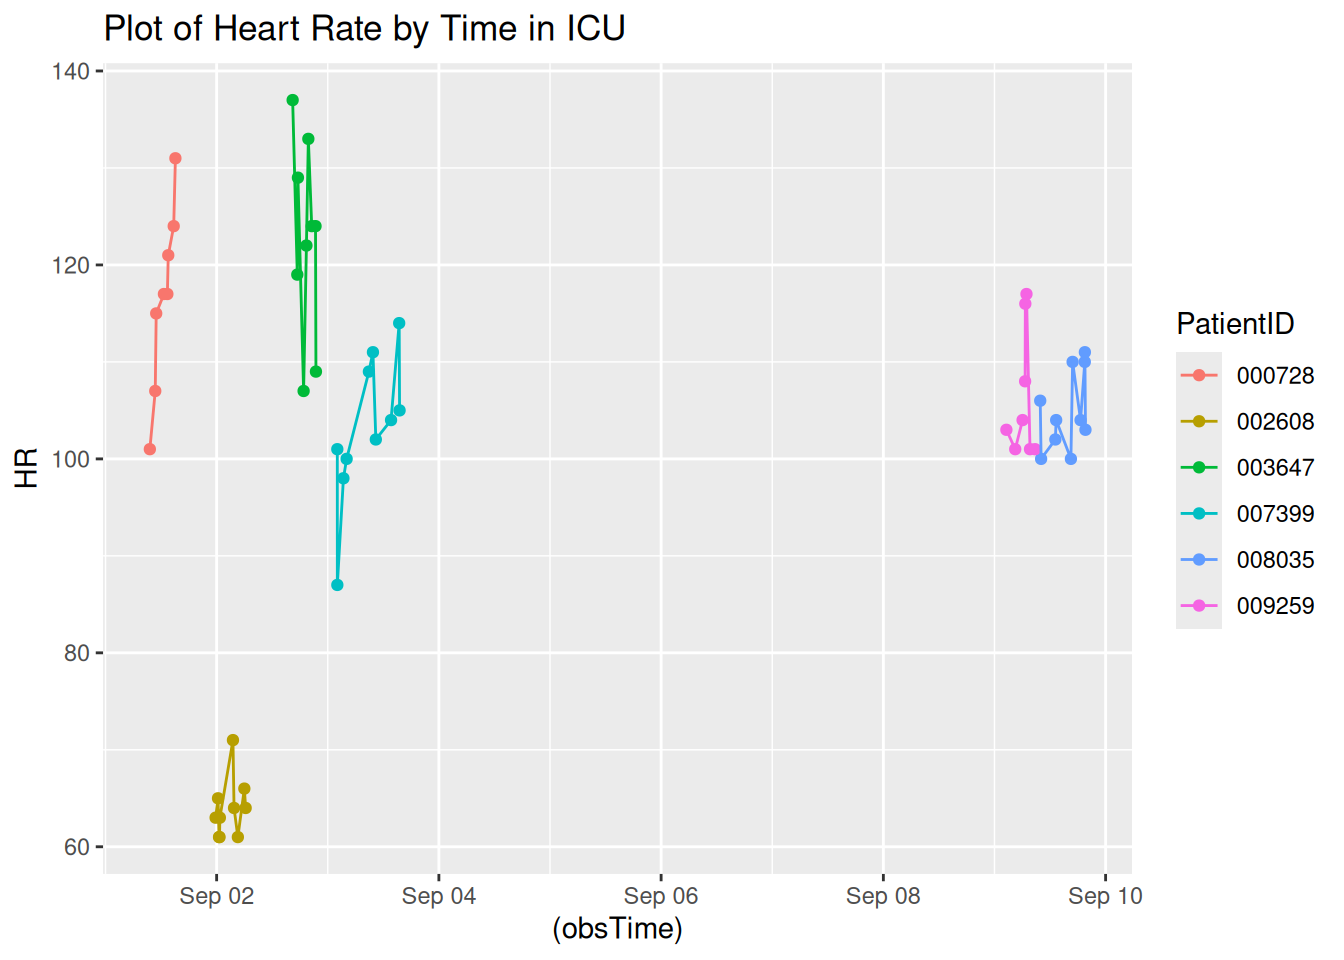 Plot of Heart Rate by Time in ICU
140
120
100
80
60
HR
Sep 02
Sep 04
Sep 06
Sep 08
Sep 10
(obsTime)
PatientID
000728
002608
003647
007399
008035
009259